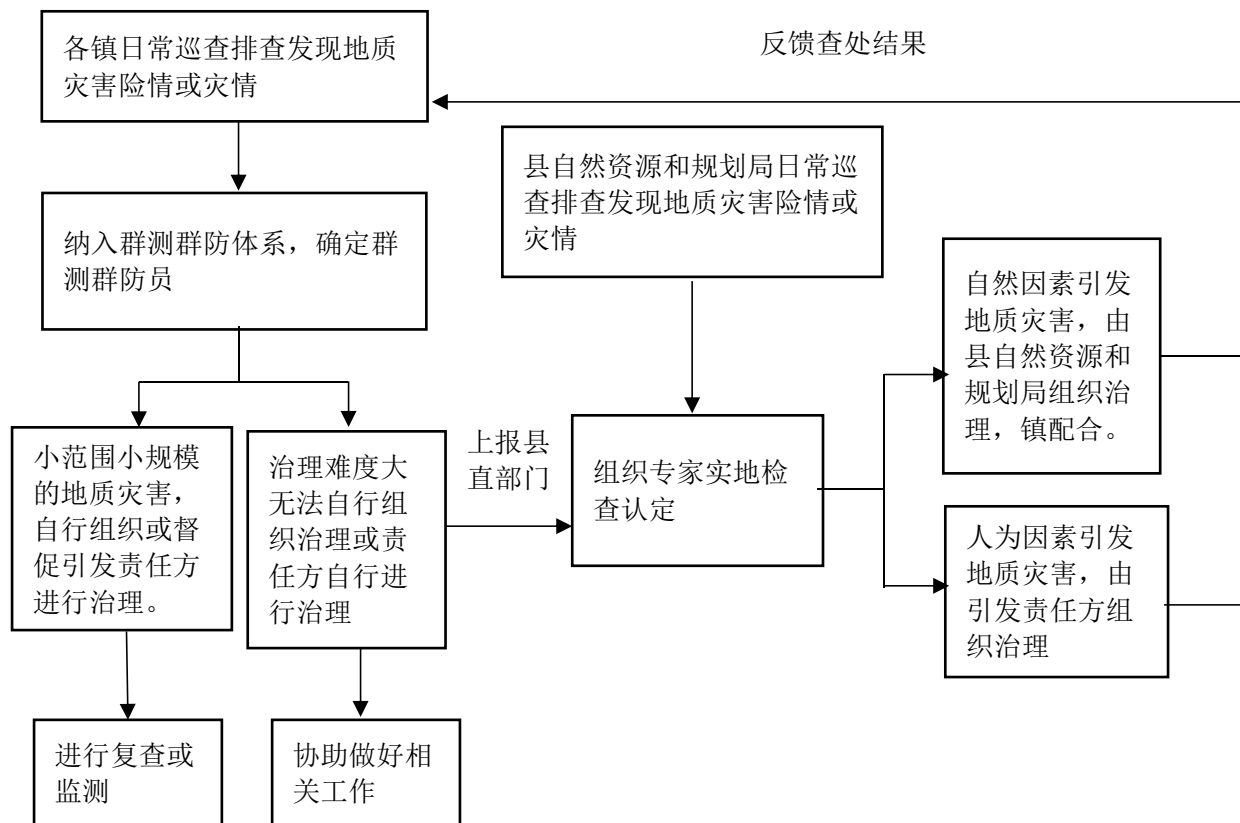 各镇日常巡查排查发现地质
灾害险情或灾情
反馈查处结果
县自然资源和规划局日常巡
查排查发现地质灾害险情或
灾情
纳入群测群防体系，确定群
测群防员
自然因素引发
地质灾害，由
县自然资源和
规划局组织治
理，镇配合。
小范围小规模
的地质灾害，
自行组织或督
促引发责任方
进行治理。
治理难度大
无法自行组
织治理或责
任方自行进
行治理
上报县
直部门
组织专家实地检
查认定
人为因素引发
地质灾害，由
引发责任方组
织治理
进行复查或
监测
协助做好相
关工作